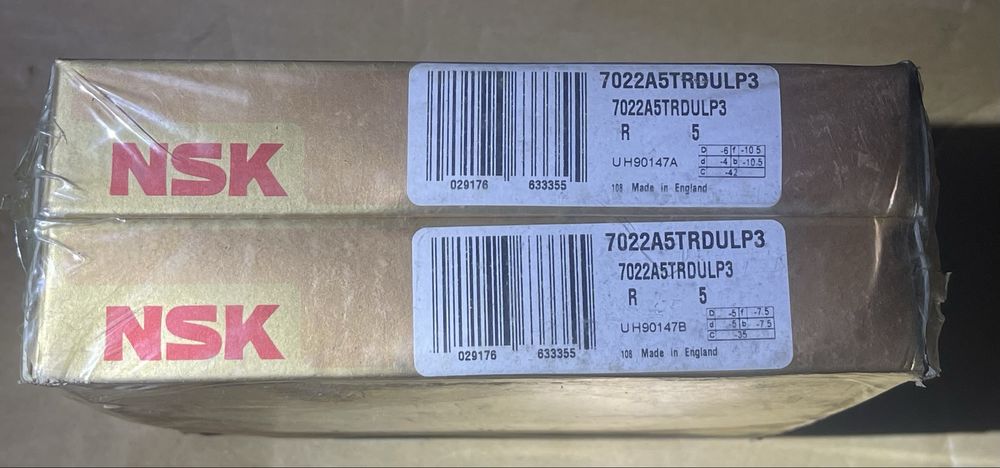 NSK
7022A5TRDULP3
7022A5TRDULP3
R 5
UH90147A
D -6 f -10.5
d -4 b -10.5
C -42
029176 633355
108 Made in England
NSK
7022A5TRDULP3
7022A5TRDULP3
R 5
UH90147B
D -5 f -7.5
d -5 b -7.5
C -35
029176 633355
108 Made in England